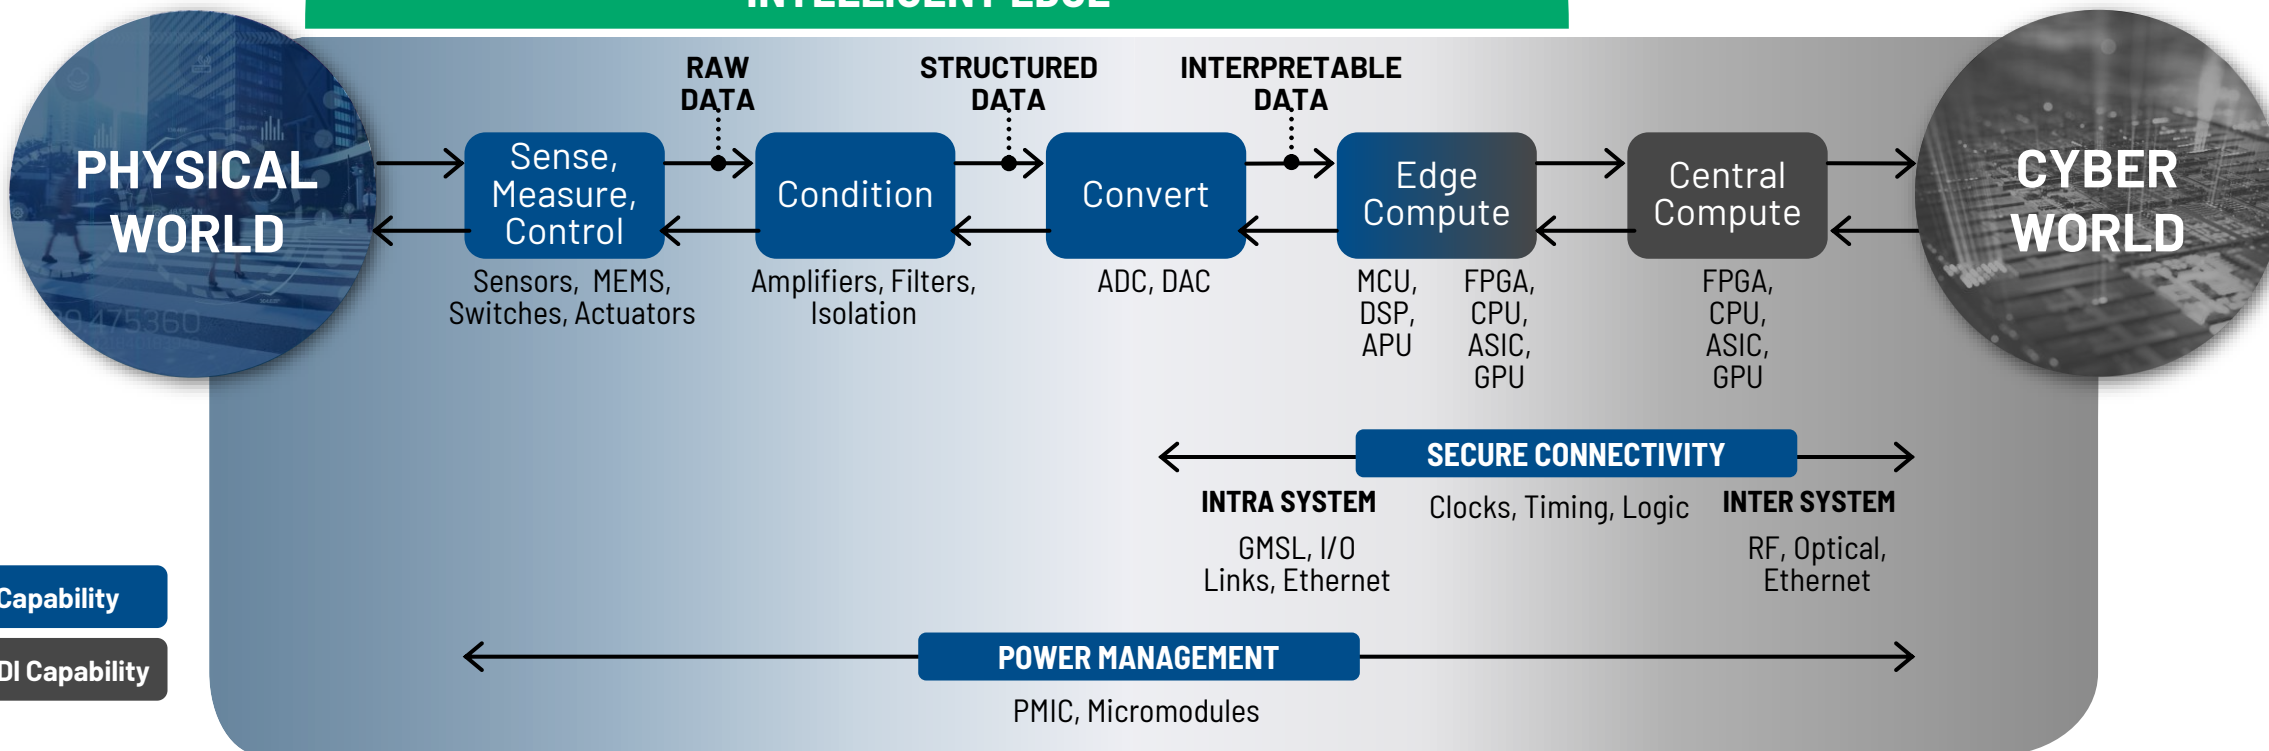 INTELLIGENT EDGE
RAW
DATA
STRUCTURED
DATA
INTERPRETABLE
DATA
PHYSICAL
WORLD
Sense,
Measure,
Control
Condition
Convert
Edge
Compute
Central
Compute
CYBER
WORLD
Sensors, MEMS,
Switches, Actuators
Amplifiers, Filters,
Isolation
ADC, DAC
MCU,
DSP,
APU
FPGA,
CPU,
ASIC,
GPU
FPGA,
CPU,
ASIC,
GPU
475360
SECURE CONNECTIVITY
INTRA SYSTEM
Clocks, Timing, Logic
INTER SYSTEM
GMSL, I/O
Links, Ethernet
RF, Optical,
Ethernet
Capability
DI Capability
POWER MANAGEMENT
PMIC, Micromodules